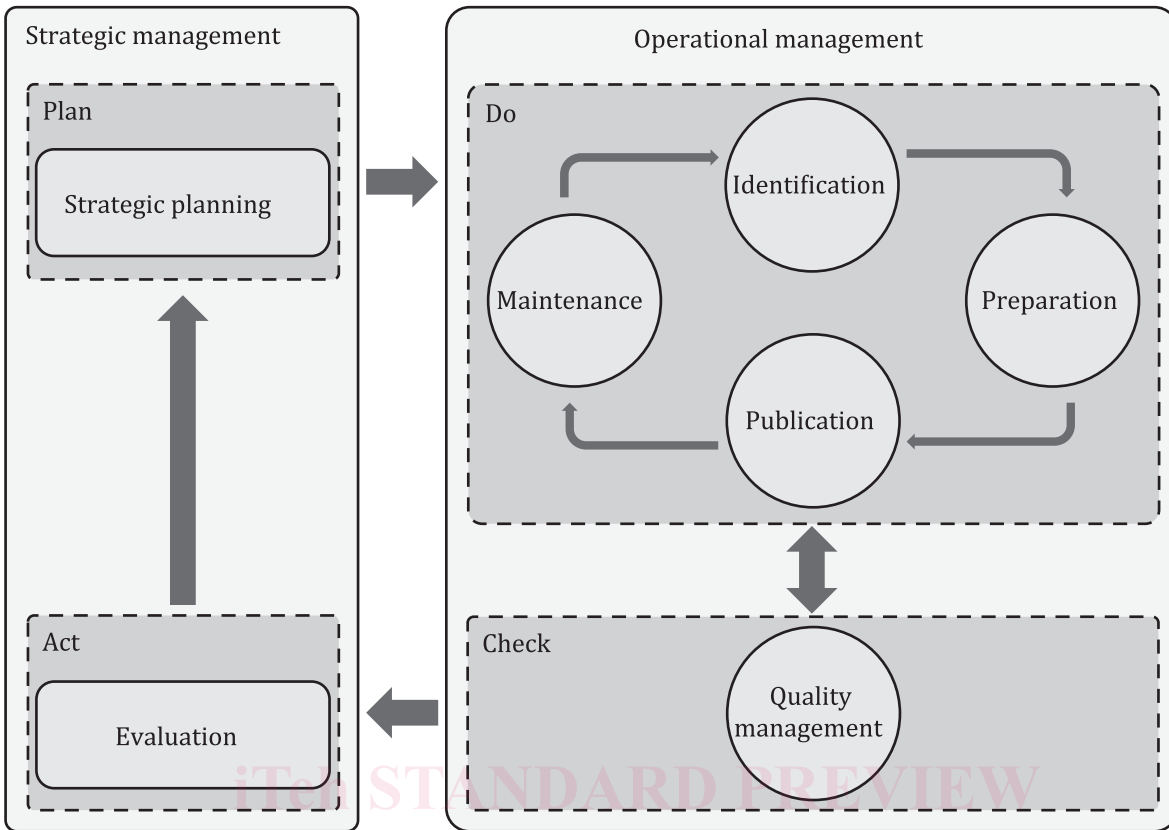 Strategic management
Plan
Strategic planning
Act
Evaluation
Operational management
Do
Identification
Maintenance
Preparation
Publication
Check
Quality
management
iTeh STANDARD PREVIEW